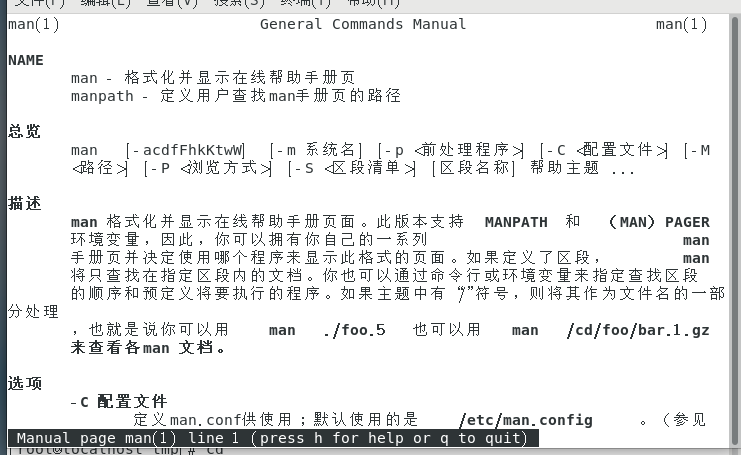 文件(F) 编辑(E) 查看(V) 搜索(S) 终端(T) 帮助(H)
man(1) General Commands Manual man(1)
NAME
man - 格式化并显示在线帮助手册页
manpath - 定义用户查找man手册页的路径
总览
man [-acdfFhkKtwW] [-m 系统名] [-p <前处理程序>] [-C <配置文件>] [-M
<路径>] [-P <浏览方式>] [-S <区段清单>] [区段名称] 帮助主题 ...
描述
man 格式化并显示在线帮助手册页面。此版本支持 MANPATH 和 (MAN) PAGER
环境变量，因此，你可以拥有你自己的一系列 man
手册页并决定使用哪个程序来显示此格式的页面。如果定义了区段， man
将只查找在指定区段内的文档。你也可以通过命令行或环境变量来指定查找区段
的顺序和预定义将要执行的程序。如果主题中有“/”符号，则将其作为文件名的一部
分处理
，也就是说你可以用 man ./foo.5 也可以用 man /cd/foo/bar.1.gz
来查看各man 文档。
选项
-C 配置文件
定义man.conf供使用；默认使用的是 /etc/man.config 。（参见
Manual page man(1) line 1 (press h for help or q to quit)
[root@localhost tmp]# cd